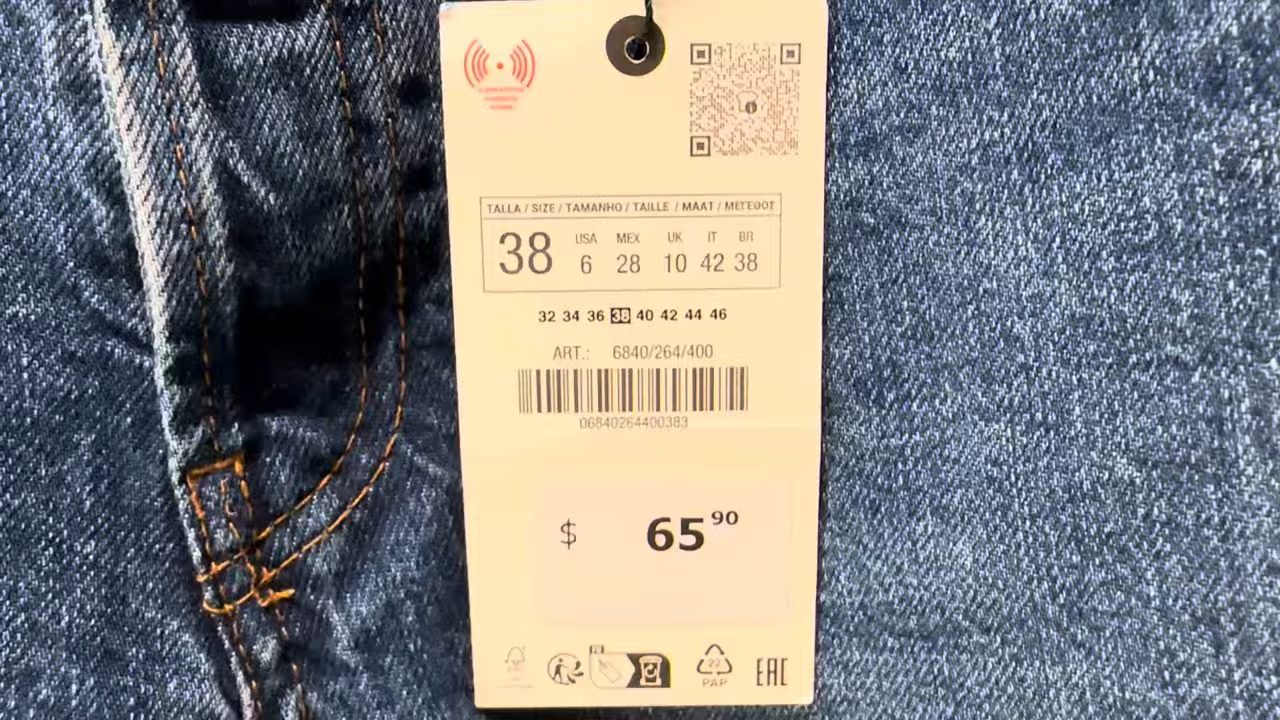 TALLA / SIZE / TAMANHO / TAILLE / MAAT / ΜΕΓΕΘΟΣ
38
USA MEX UK IT BR
6 28 10 42 38
32 34 36 38 40 42 44 46
ART.: 6840/264/400
06840264400383
$ 65 90
22
PAP
EAC